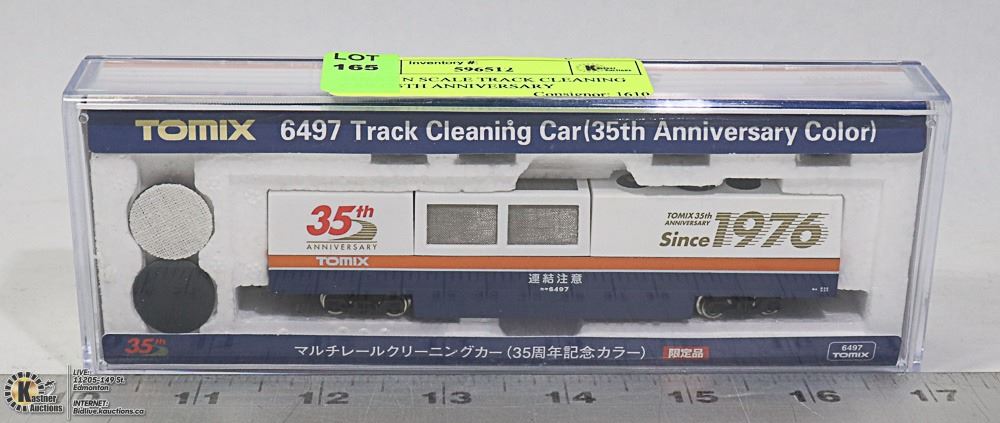 LOT
165
Inventory #:
596512
Kastner Auctions
N SCALE TRACK CLEANING
5TH ANNIVERSARY
Consignor: 1610
TOMIX 6497 Track Cleaning Car(35th Anniversary Color)
35th
ANNIVERSARY
TOMIX
TOMIX 35th
ANNIVERSARY
Since 1976
連結注意
6497
35th
マルチレールクリーニングカー(35周年記念カラー) 限定品
6497
TOMIX
Kastner
Auctions
LIVE:
11205-149 St.
Edmonton
INTERNET:
Bidlive.kauctions.ca
11 12 13 14 15 16 17